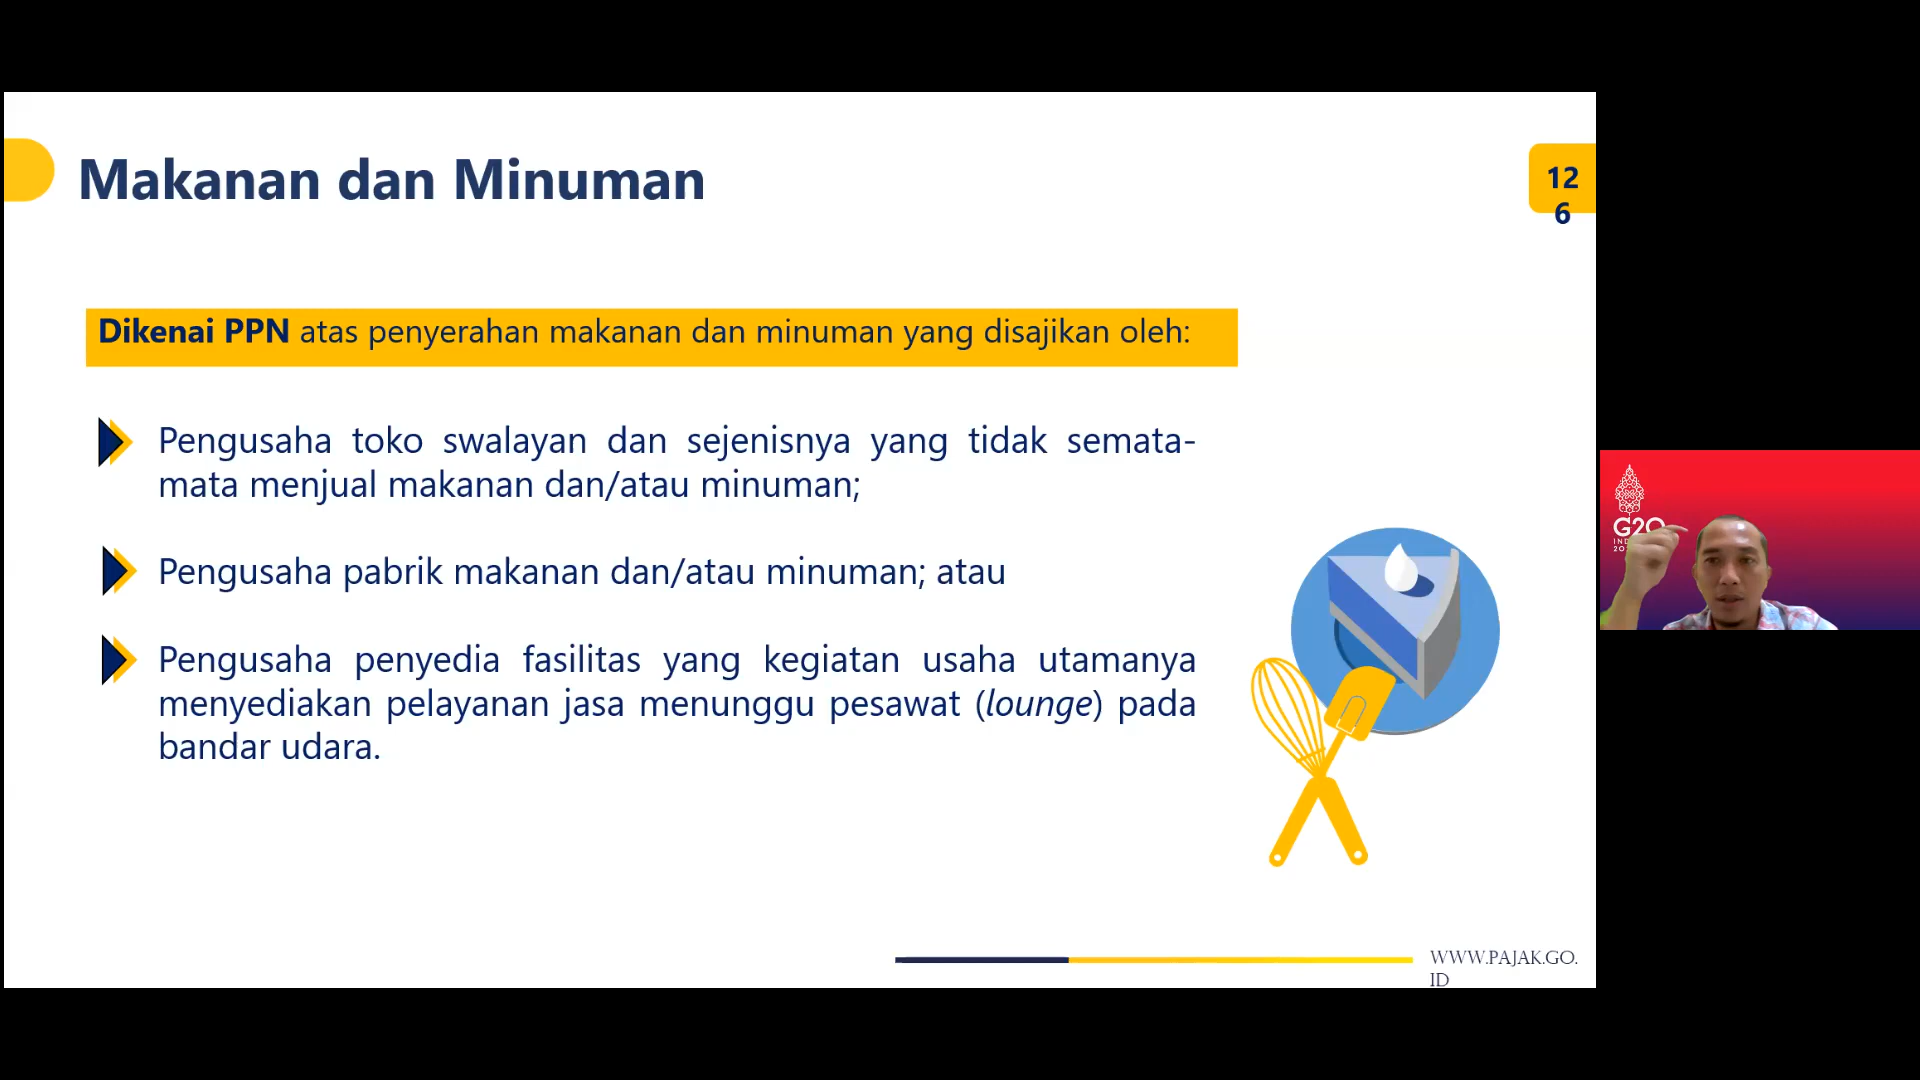 Makanan dan Minuman
12
6
Dikenai PPN atas penyerahan makanan dan minuman yang disajikan oleh:
Pengusaha toko swalayan dan sejenisnya yang tidak semata-
mata menjual makanan dan/atau minuman;
Pengusaha pabrik makanan dan/atau minuman; atau
Pengusaha penyedia fasilitas yang kegiatan usaha utamanya
menyediakan pelayanan jasa menunggu pesawat (lounge) pada
bandar udara.
WWW.PAJAK.GO.
ID
G20